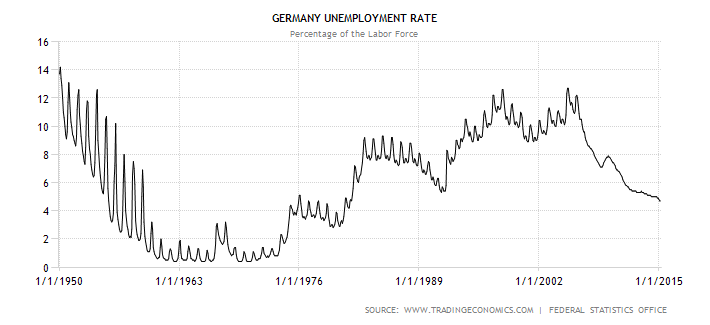 GERMANY UNEMPLOYMENT RATE
Percentage of the Labor Force
16
14
12
10
8
6
4
2
0
1/1/1950 1/1/1963 1/1/1976 1/1/1989 1/1/2002 1/1/2015
SOURCE: WWW.TRADINGECONOMICS.COM | FEDERAL STATISTICS OFFICE